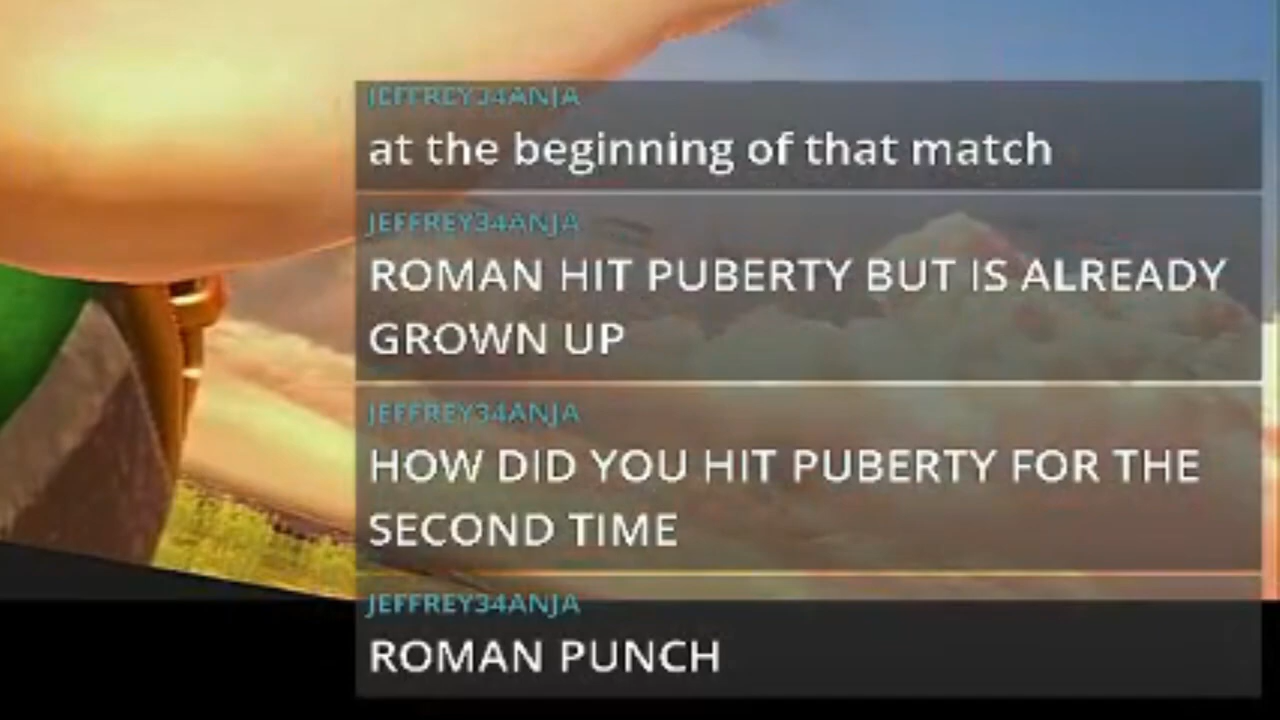 JEFFREY34ANJA
at the beginning of that match
JEFFREY34ANJA
ROMAN HIT PUBERTY BUT IS ALREADY
GROWN UP
JEFFREY34ANJA
HOW DID YOU HIT PUBERTY FOR THE
SECOND TIME
JEFFREY34ANJA
ROMAN PUNCH